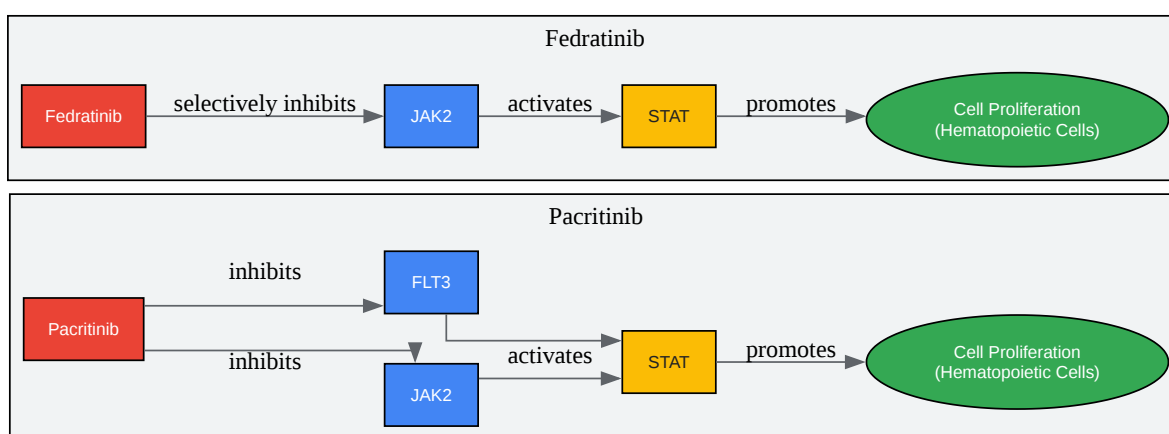 Fedratinib
Fedratinib
selectively inhibits
JAK2
activates
STAT
promotes
Cell Proliferation
(Hematopoietic Cells)
Pacritinib
inhibits
FLT3
Pacritinib
inhibits
JAK2
activates
STAT
promotes
Cell Proliferation
(Hematopoietic Cells)